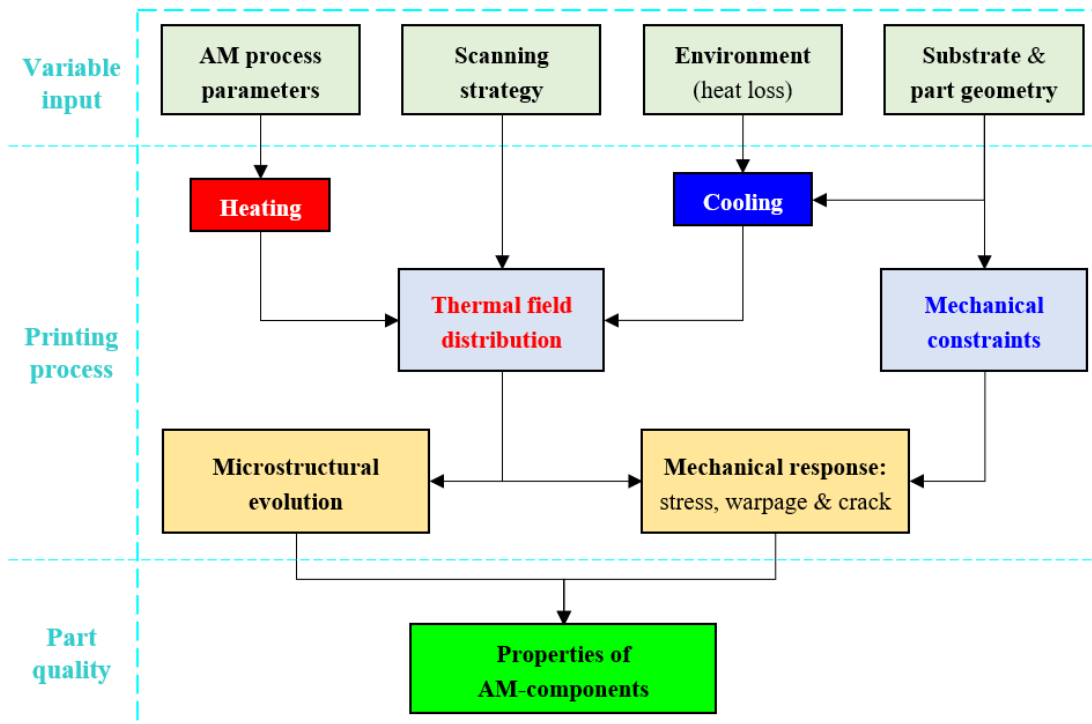 Variable
input
AM process
parameters
Scanning
strategy
Environment
(heat loss)
Substrate &
part geometry
Printing
process
Heating
Cooling
Thermal field
distribution
Mechanical
constraints
Microstructural
evolution
Mechanical response:
stress, warpage & crack
Part
quality
Properties of
AM-components